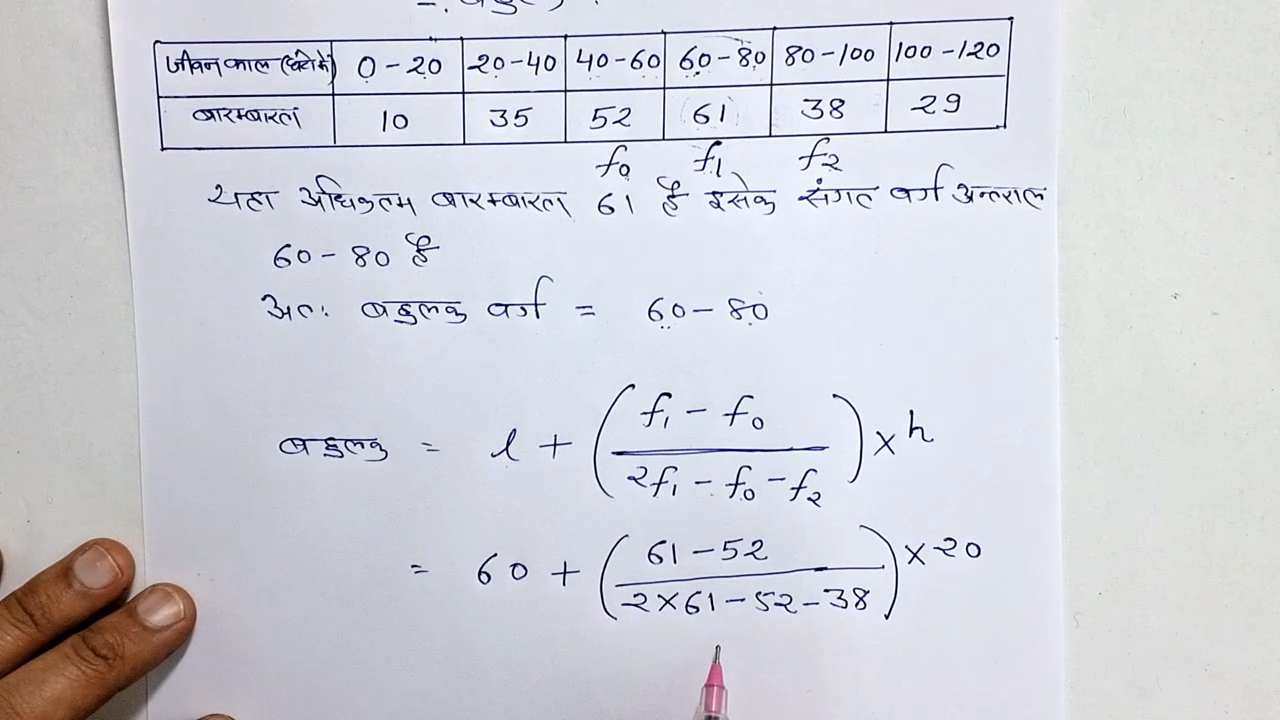 जीवन काल (घंटो में) 0-20 20-40 40-60 60-80 80-100 100-120
बारम्बारता 10 35 52 61 38 29
f₀ f₁ f₂
यहा अधिकतम बारम्बारता 61 है इसके संगत वर्ग अन्तराल
60-80 है
अतः बहुलक वर्ग = 60-80
बहुलक = l + ( (f₁ - f₀) / (2f₁ - f₀ - f₂) ) × h
= 60 + ( (61-52) / (2×61-52-38) ) × 20